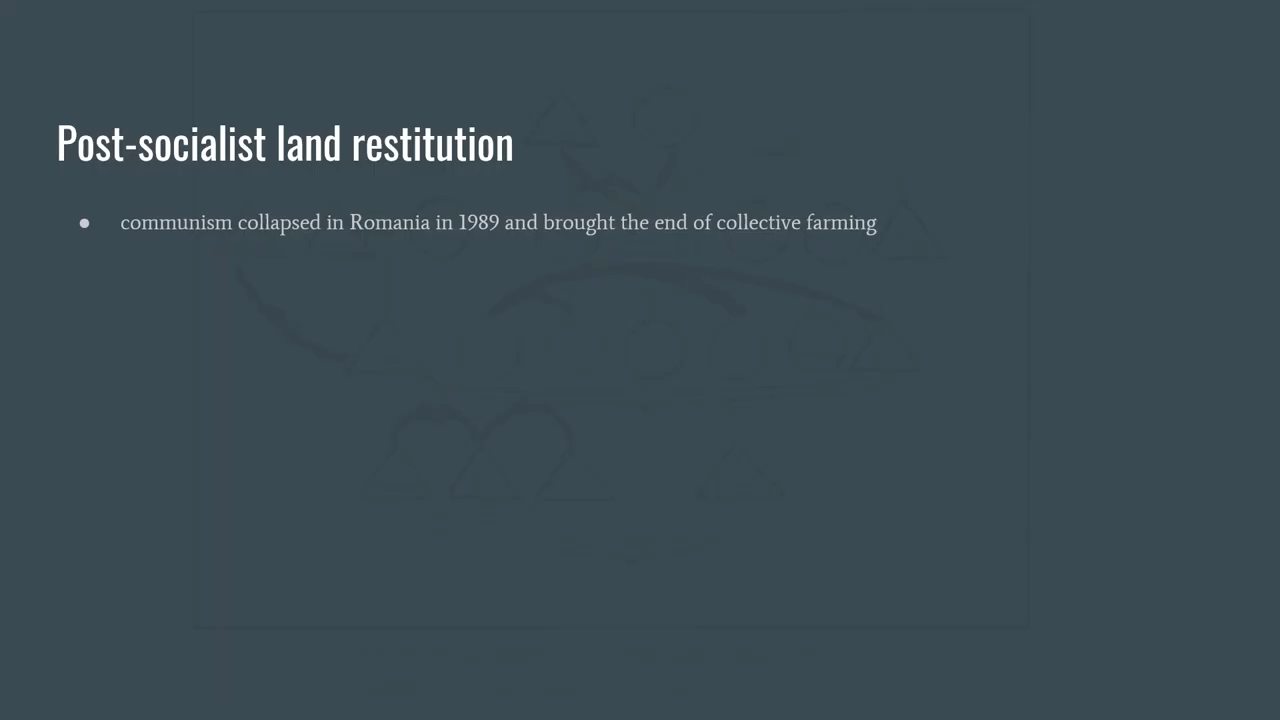 Post-socialist land restitution
● communism collapsed in Romania in 1989 and brought the end of collective farming